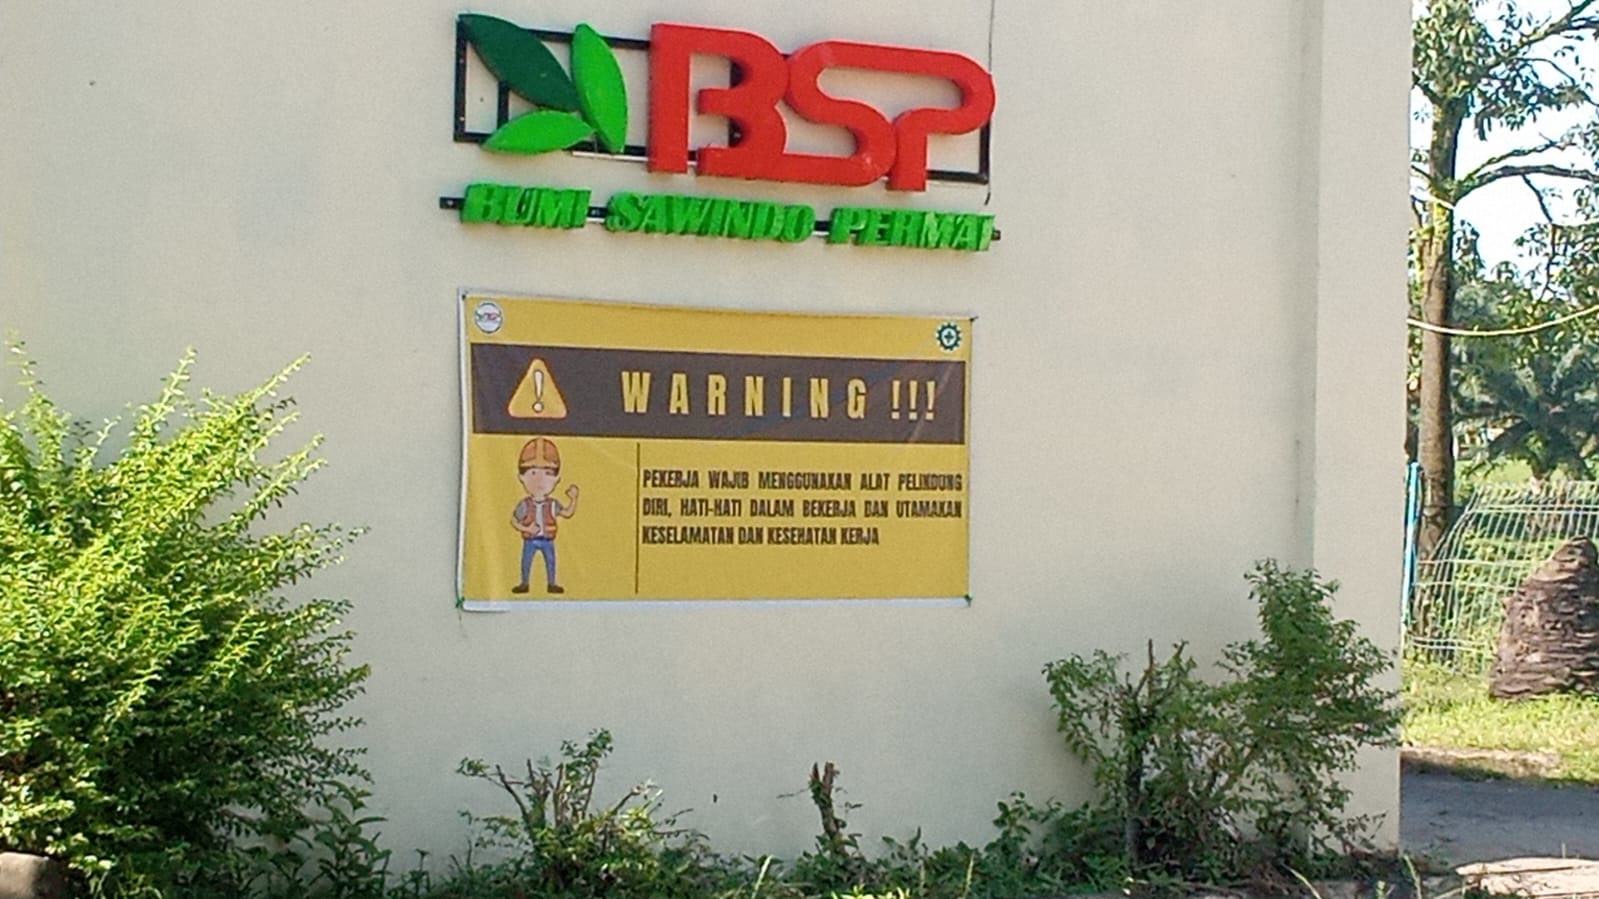 BSP
BUMI SAWINDO PERMAI
WARNING !!!
PEKERJA WAJIB MENGGUNAKAN ALAT PELINDUNG
DIRI, HATI-HATI DALAM BEKERJA DAN UTAMAKAN
KESELAMATAN DAN KESEHATAN KERJA